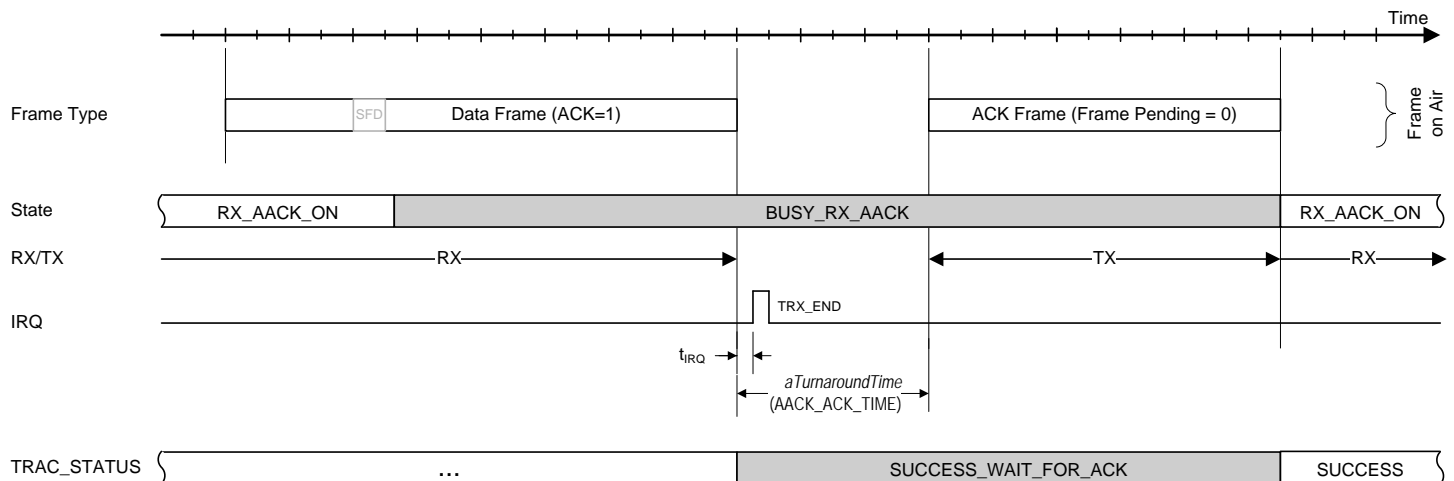 Time
Frame Type
SFD
Data Frame (ACK=1)
ACK Frame (Frame Pending = 0)
Frame
on Air
State
RX_AACK_ON
BUSY_RX_AACK
RX_AACK_ON
RX/TX
RX
TX
RX
IRQ
TRX_END
tIRQ
aTurnaroundTime
(AACK_ACK_TIME)
TRAC_STATUS
...
SUCCESS_WAIT_FOR_ACK
SUCCESS